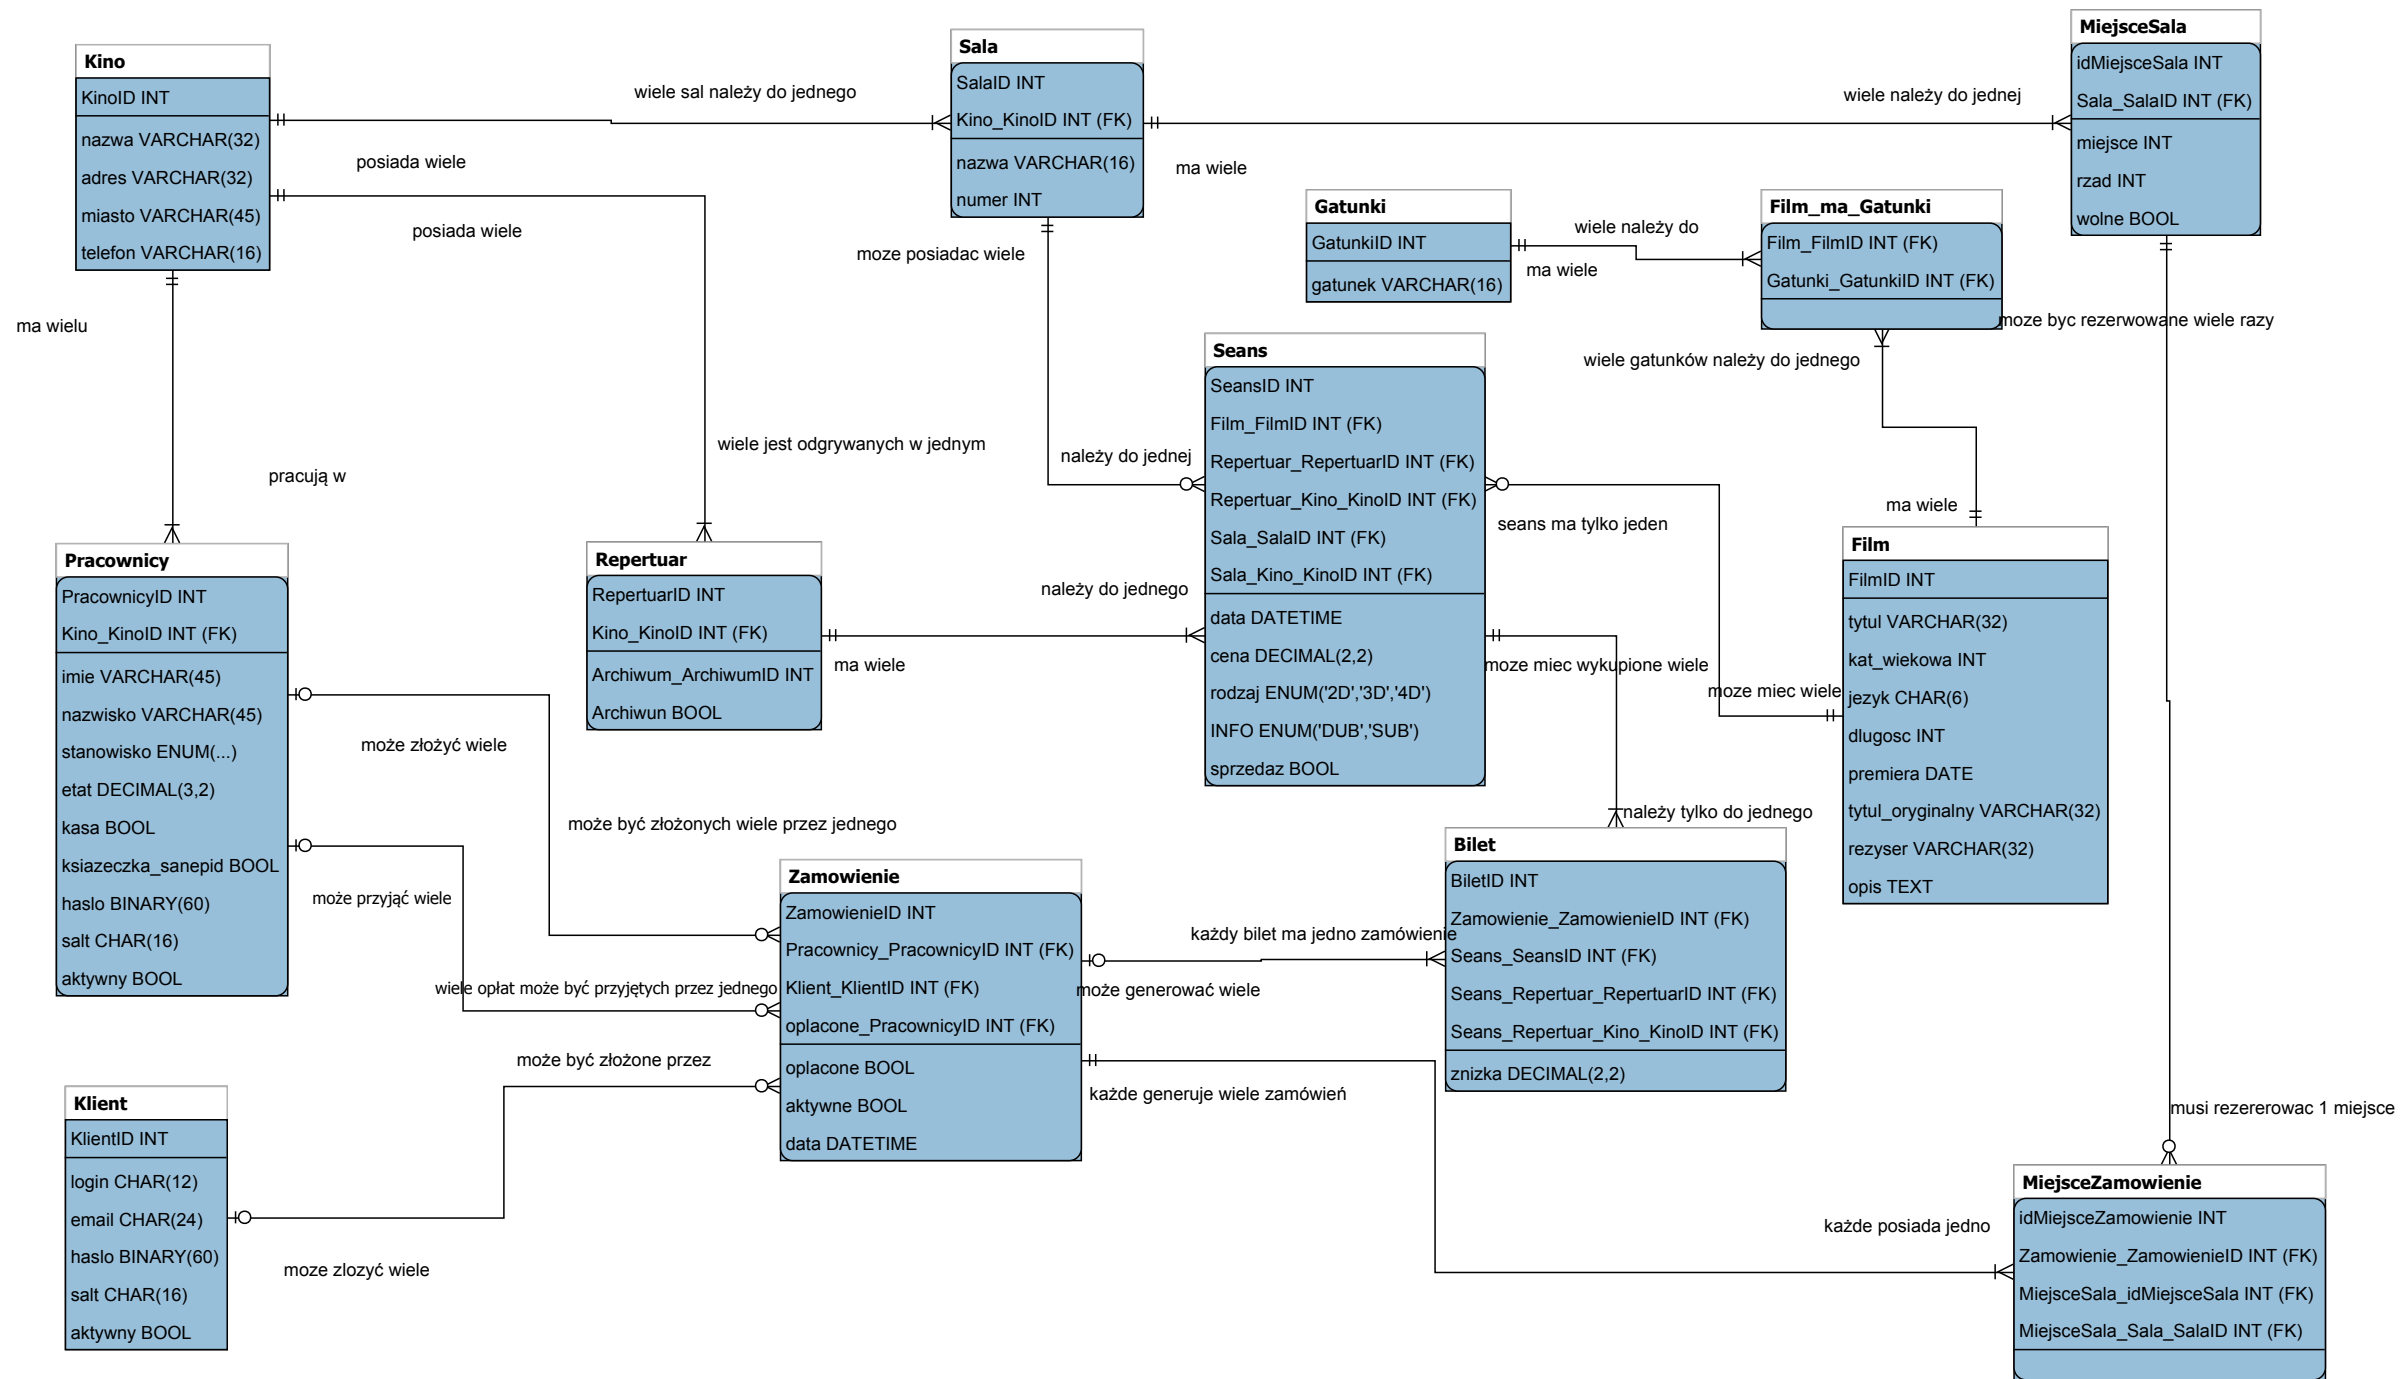 Kino
KinoID INT
nazwa VARCHAR(32)
adres VARCHAR(32)
miasto VARCHAR(45)
telefon VARCHAR(16)
wiele sal należy do jednego
posiada wiele
posiada wiele
Sala
SalaID INT
Kino_KinoID INT (FK)
nazwa VARCHAR(16)
numer INT
wiele należy do jednej
ma wiele
MiejsceSala
idMiejsceSala INT
Sala_SalaID INT (FK)
miejsce INT
rzad INT
wolne BOOL
moze posiadac wiele
Gatunki
GatunkiID INT
gatunek VARCHAR(16)
wiele należy do
ma wiele
Film_ma_Gatunki
Film_FilmID INT (FK)
Gatunki_GatunkiID INT (FK)
moze byc rezerwowane wiele razy
wiele gatunków należy do jednego
ma wielu
pracują w
wiele jest odgrywanych w jednym
należy do jednej
Seans
SeansID INT
Film_FilmID INT (FK)
Repertuar_RepertuarID INT (FK)
Repertuar_Kino_KinoID INT (FK)
Sala_SalaID INT (FK)
Sala_Kino_KinoID INT (FK)
data DATETIME
cena DECIMAL(2,2)
rodzaj ENUM('2D','3D','4D')
INFO ENUM('DUB','SUB')
sprzedaz BOOL
seans ma tylko jeden
ma wiele
Film
FilmID INT
tytul VARCHAR(32)
kat_wiekowa INT
jezyk CHAR(6)
dlugosc INT
premiera DATE
tytul_oryginalny VARCHAR(32)
rezyser VARCHAR(32)
opis TEXT
Pracownicy
PracownicyID INT
Kino_KinoID INT (FK)
imie VARCHAR(45)
nazwisko VARCHAR(45)
stanowisko ENUM(...)
etat DECIMAL(3,2)
kasa BOOL
ksiazeczka_sanepid BOOL
haslo BINARY(60)
salt CHAR(16)
aktywny BOOL
Repertuar
RepertuarID INT
Kino_KinoID INT (FK)
Archiwum_ArchiwumID INT
Archiwun BOOL
należy do jednego
ma wiele
moze miec wykupione wiele
moze miec wiele
może złożyć wiele
może być złożonych wiele przez jednego
może przyjąć wiele
wiele opłat może być przyjętych przez jednego
należy tylko do jednego
Zamowienie
ZamowienieID INT
Pracownicy_PracownicyID INT (FK)
Klient_KlientID INT (FK)
oplacone_PracownicyID INT (FK)
oplacone BOOL
aktywne BOOL
data DATETIME
każdy bilet ma jedno zamówienie
może generować wiele
Bilet
BiletID INT
Zamowienie_ZamowienieID INT (FK)
Seans_SeansID INT (FK)
Seans_Repertuar_RepertuarID INT (FK)
Seans_Repertuar_Kino_KinoID INT (FK)
znizka DECIMAL(2,2)
może być złożone przez
każde generuje wiele zamówień
musi rezererowac 1 miejsce
Klient
KlientID INT
login CHAR(12)
email CHAR(24)
haslo BINARY(60)
salt CHAR(16)
aktywny BOOL
moze zlozyć wiele
każde posiada jedno
MiejsceZamowienie
idMiejsceZamowienie INT
Zamowienie_ZamowienieID INT (FK)
MiejsceSala_idMiejsceSala INT (FK)
MiejsceSala_Sala_SalaID INT (FK)